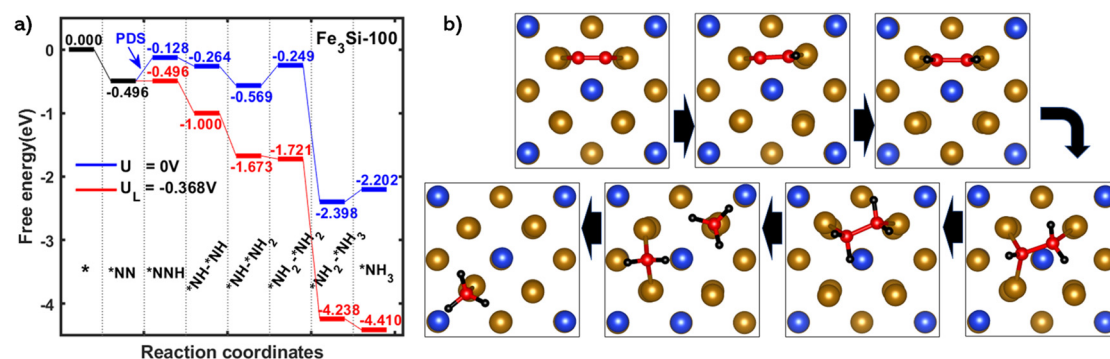 a)
b)
0.000
PDS
-0.128
-0.264
-0.249
Fe3Si-100
0
-0.496
-0.496
-0.569
-1
-1.000
-1.721
-1.673
U = 0V
UL = -0.368V
-2
-2.202
-2.398
-3
-4
-4.238
-4.410
Free energy(eV)
*
*NN
*NNH
*NH-*NH
*NH-*NH2
*NH2-*NH2
*NH2-*NH3
*NH3
Reaction coordinates